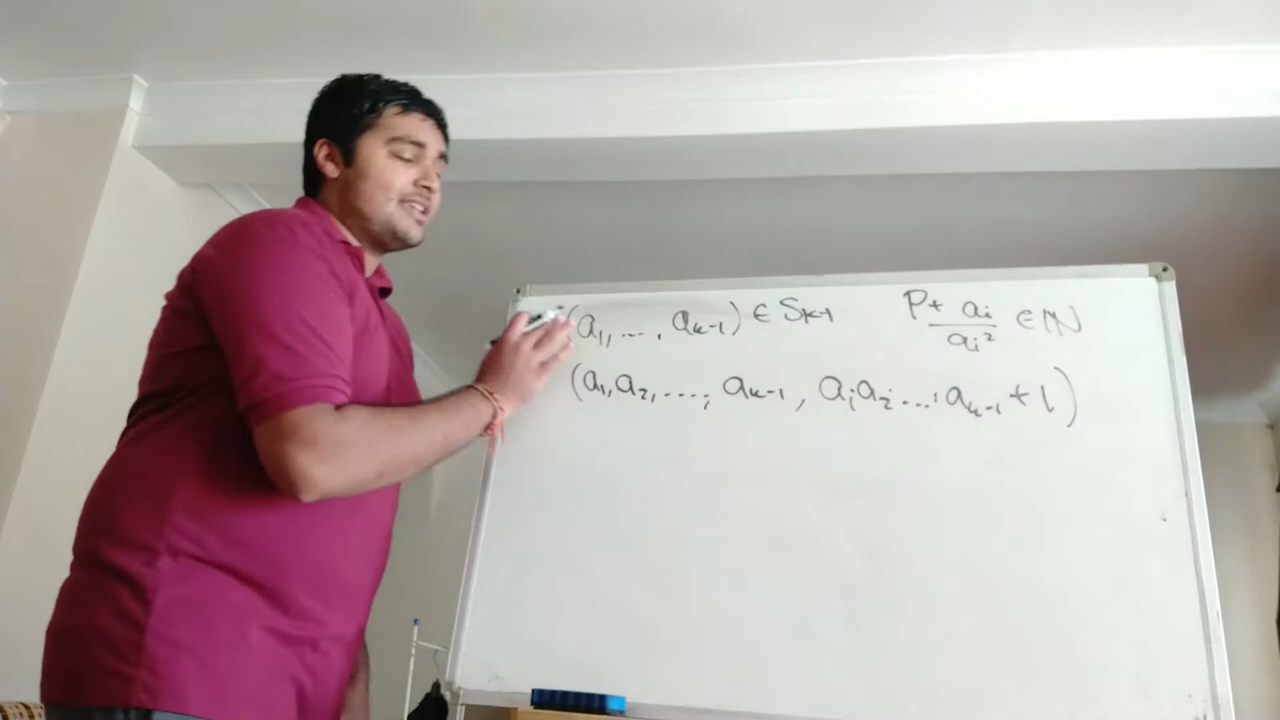 (a₁, ..., aₖ₋₁) ∈ Sₖ₋₁ (P + aᵢ)/aᵢ² ∈ ℕ
(a₁, a₂, ...., aₖ₋₁, a₁a₂....aₖ₋₁ + 1)